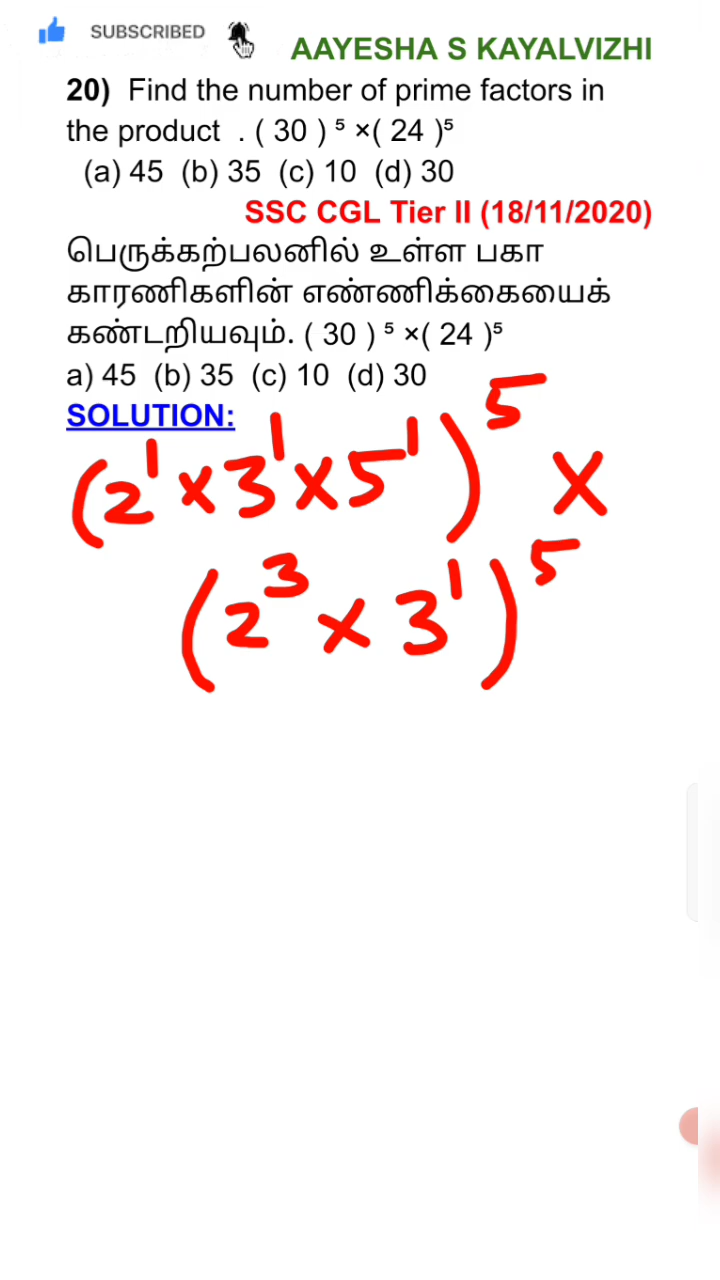 SUBSCRIBED
AAYESHA S KAYALVIZHI
20) Find the number of prime factors in
the product . ( 30 ) ⁵ ×( 24 )⁵
(a) 45 (b) 35 (c) 10 (d) 30
SSC CGL Tier II (18/11/2020)
பெருக்கற்பலனில் உள்ள பகா
காரணிகளின் எண்ணிக்கையைக்
கண்டறியவும். ( 30 ) ⁵ ×( 24 )⁵
a) 45 (b) 35 (c) 10 (d) 30
SOLUTION:
(2¹×3¹×5¹)⁵ ×
(2³×3¹)⁵